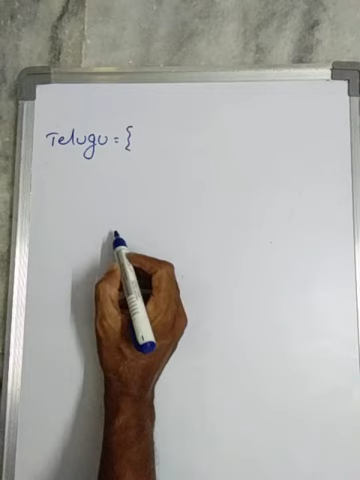 Telugu = {